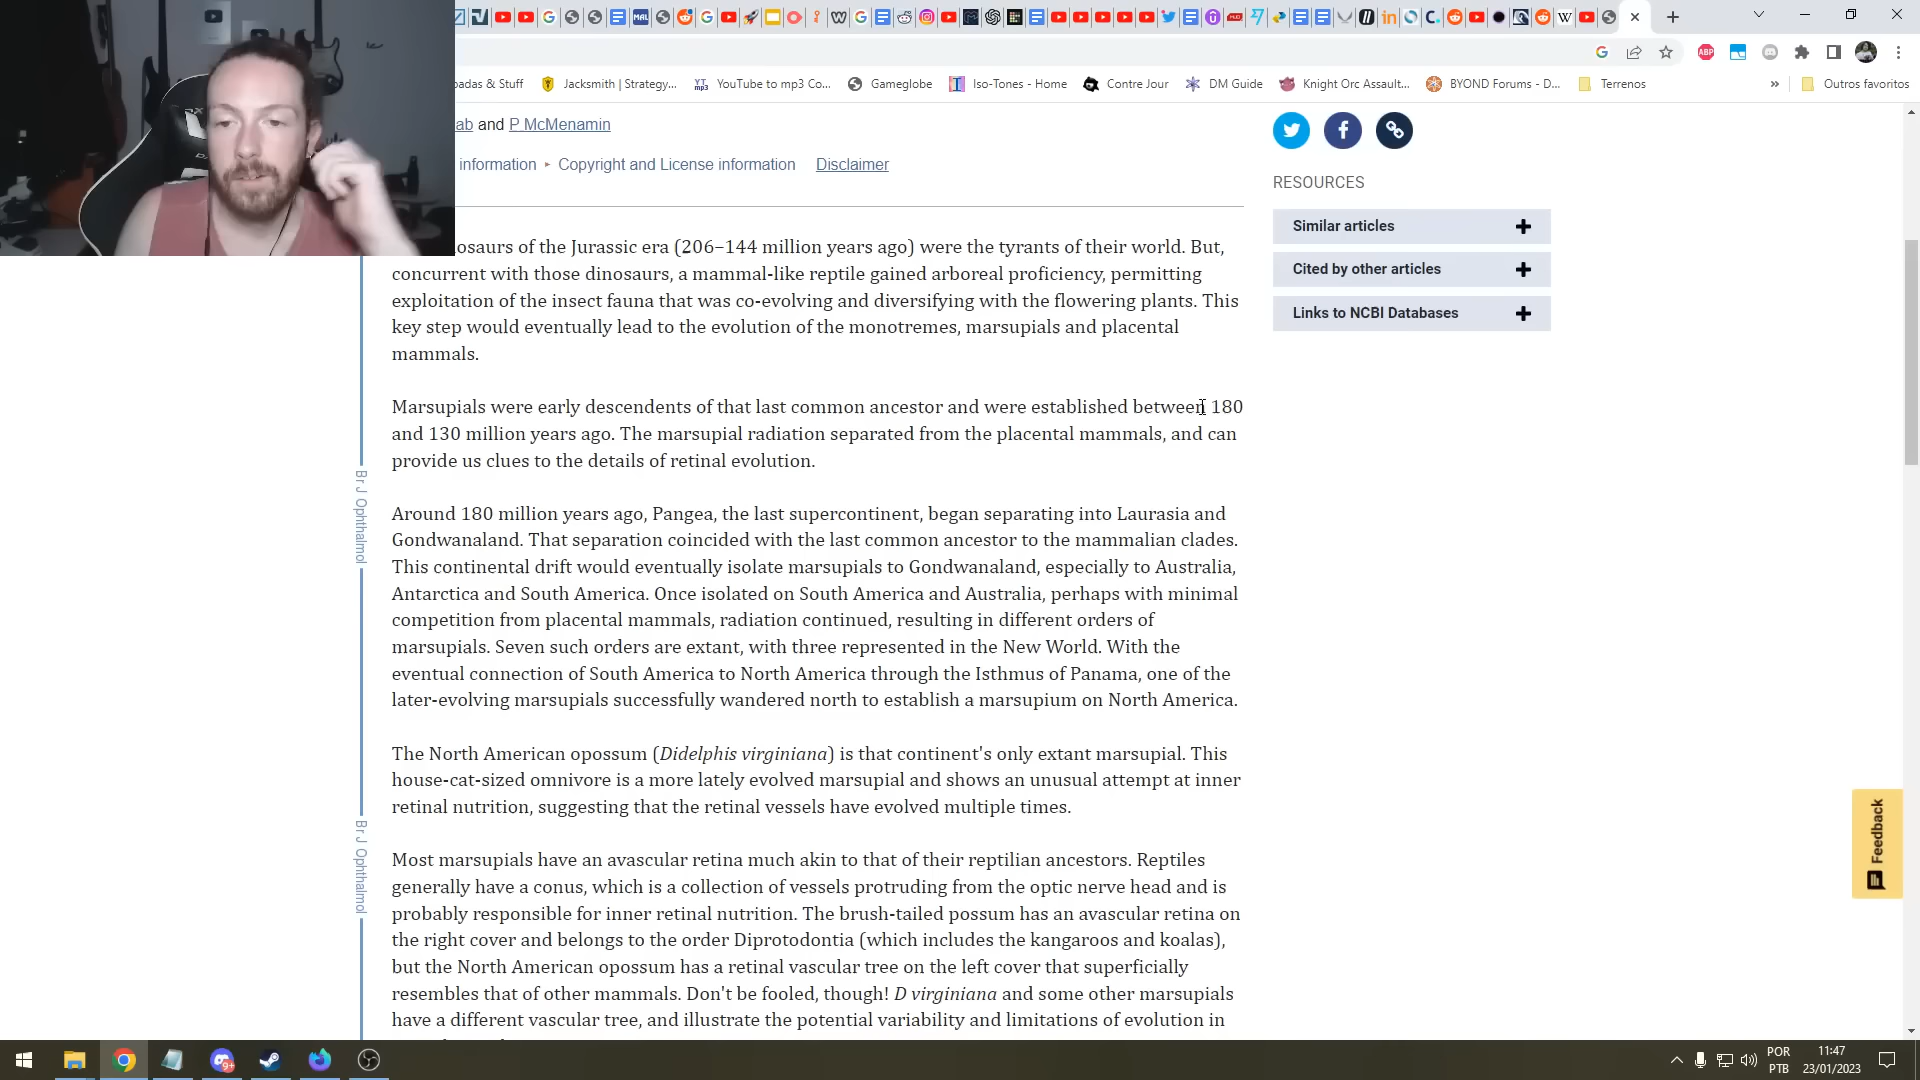 badas & Stuff
Jacksmith | Strategy...
YouTube to mp3 Co...
Gameglobe
Iso-Tones - Home
Contre Jour
DM Guide
Knight Orc Assault...
BYOND Forums - D...
Terrenos
»
Outros favoritos
ab and P McMenamin
information ▸ Copyright and License information Disclaimer
RESOURCES
Similar articles
Cited by other articles
Links to NCBI Databases
osaurs of the Jurassic era (206–144 million years ago) were the tyrants of their world. But,
concurrent with those dinosaurs, a mammal-like reptile gained arboreal proficiency, permitting
exploitation of the insect fauna that was co-evolving and diversifying with the flowering plants. This
key step would eventually lead to the evolution of the monotremes, marsupials and placental
mammals.
Marsupials were early descendents of that last common ancestor and were established between 180
and 130 million years ago. The marsupial radiation separated from the placental mammals, and can
provide us clues to the details of retinal evolution.
Around 180 million years ago, Pangea, the last supercontinent, began separating into Laurasia and
Gondwanaland. That separation coincided with the last common ancestor to the mammalian clades.
This continental drift would eventually isolate marsupials to Gondwanaland, especially to Australia,
Antarctica and South America. Once isolated on South America and Australia, perhaps with minimal
competition from placental mammals, radiation continued, resulting in different orders of
marsupials. Seven such orders are extant, with three represented in the New World. With the
eventual connection of South America to North America through the Isthmus of Panama, one of the
later-evolving marsupials successfully wandered north to establish a marsupium on North America.
The North American opossum (Didelphis virginiana) is that continent's only extant marsupial. This
house-cat-sized omnivore is a more lately evolved marsupial and shows an unusual attempt at inner
retinal nutrition, suggesting that the retinal vessels have evolved multiple times.
Most marsupials have an avascular retina much akin to that of their reptilian ancestors. Reptiles
generally have a conus, which is a collection of vessels protruding from the optic nerve head and is
probably responsible for inner retinal nutrition. The brush-tailed possum has an avascular retina on
the right cover and belongs to the order Diprotodontia (which includes the kangaroos and koalas),
but the North American opossum has a retinal vascular tree on the left cover that superficially
resembles that of other mammals. Don't be fooled, though! D virginiana and some other marsupials
have a different vascular tree, and illustrate the potential variability and limitations of evolution in
Br J Ophthalmol
Br J Ophthalmol
Feedback
POR
PTB
11:47
23/01/2023